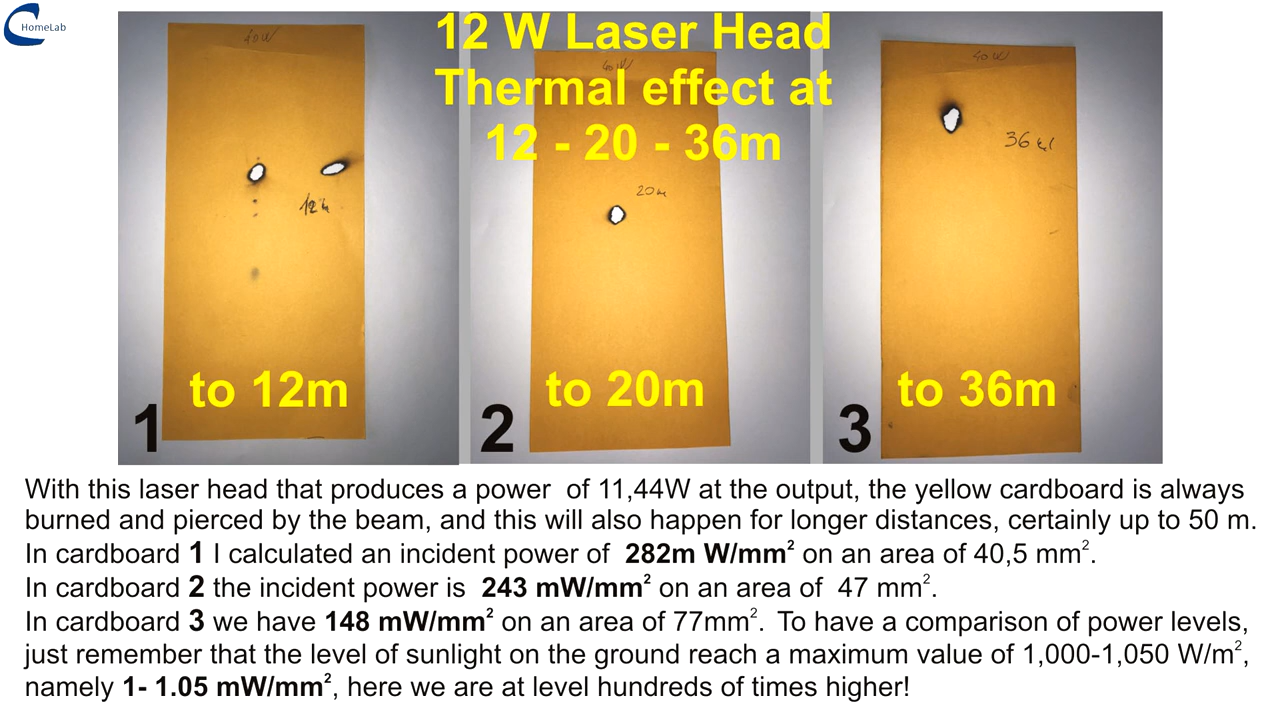 HomeLab
12 W Laser Head
Thermal effect at
12 - 20 - 36m
40W
40W
40W
12m
20m
36 m
to 12m
to 20m
to 36m
1
2
3
With this laser head that produces a power of 11,44W at the output, the yellow cardboard is always
burned and pierced by the beam, and this will also happen for longer distances, certainly up to 50 m.
In cardboard 1 I calculated an incident power of 282m W/mm² on an area of 40,5 mm².
In cardboard 2 the incident power is 243 mW/mm² on an area of 47 mm².
In cardboard 3 we have 148 mW/mm² on an area of 77mm². To have a comparison of power levels,
just remember that the level of sunlight on the ground reach a maximum value of 1,000-1,050 W/m²,
namely 1- 1.05 mW/mm², here we are at level hundreds of times higher!